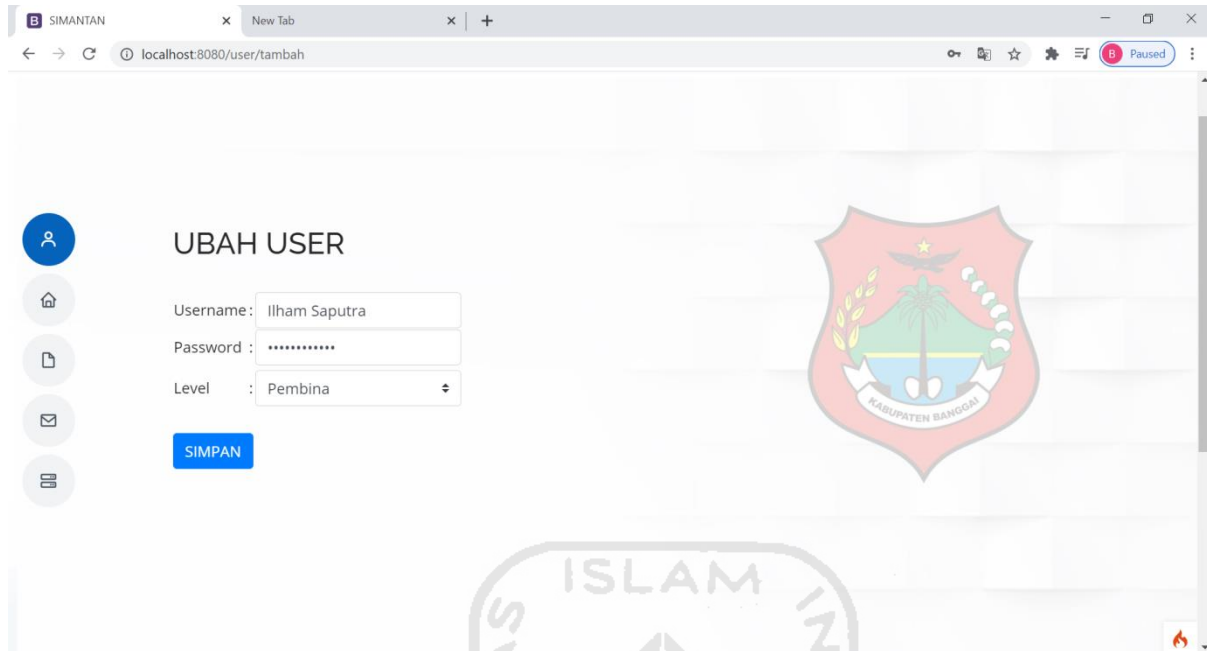 SIMANTAN
New Tab
localhost:8080/user/tambah
B Paused
UBAH USER
Username : Ilham Saputra
Password : ••••••••••••
Level : Pembina
SIMPAN
KABUPATEN BANGGAI
ISLAM